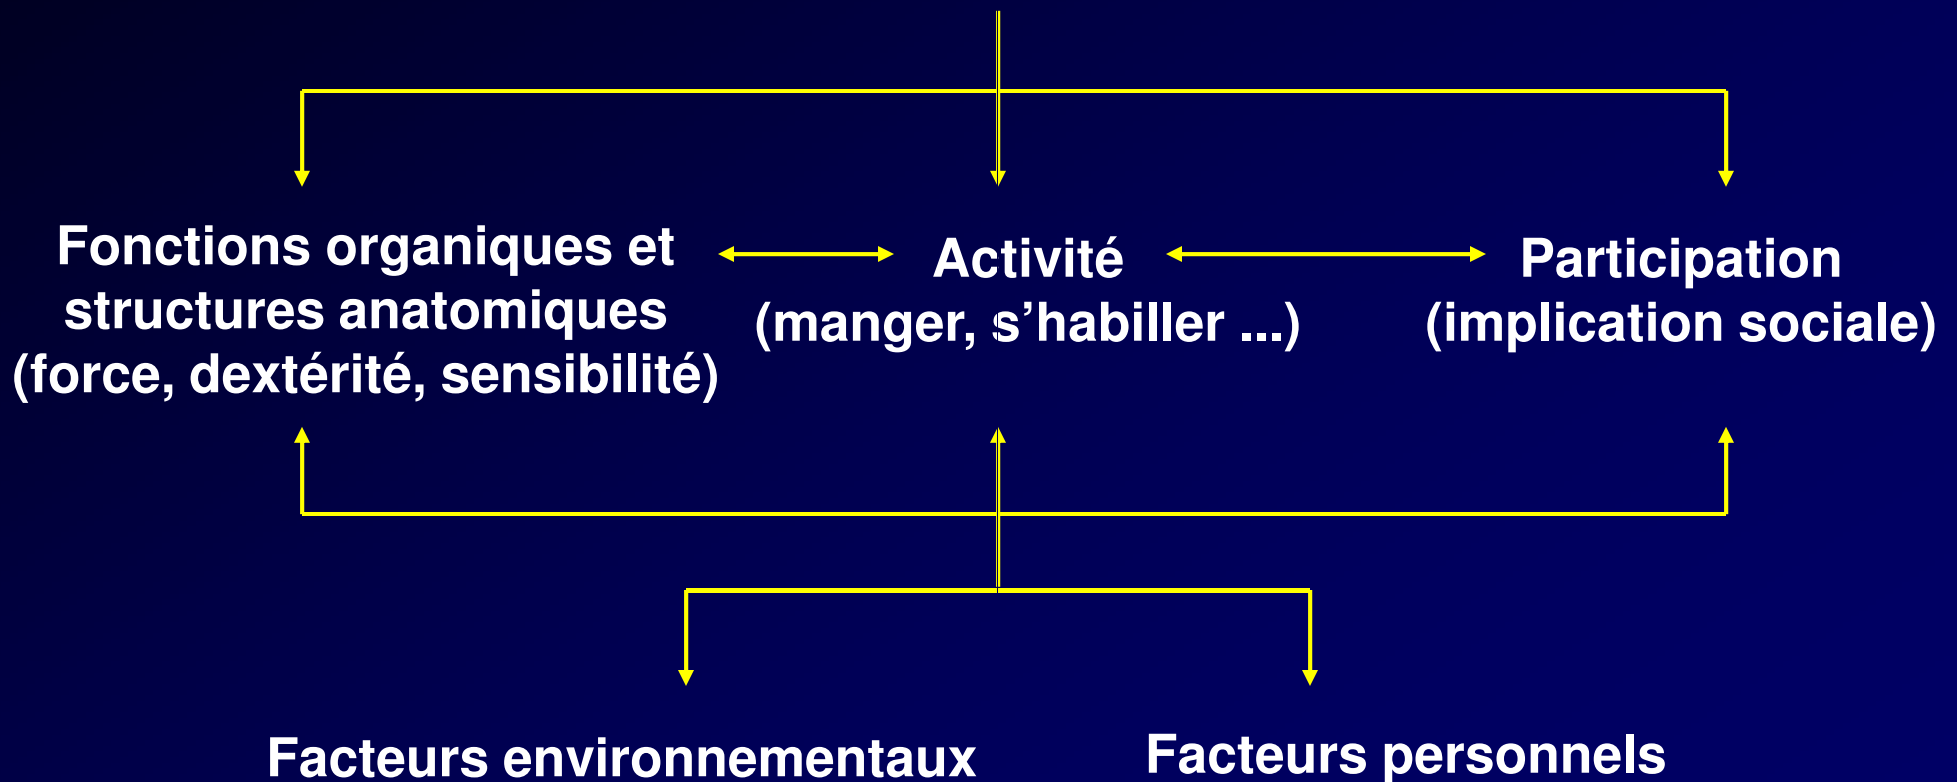 Fonctions organiques et
structures anatomiques
(force, dextérité, sensibilité)
Activité
(manger, s’habiller ...)
Participation
(implication sociale)
Facteurs environnementaux
Facteurs personnels